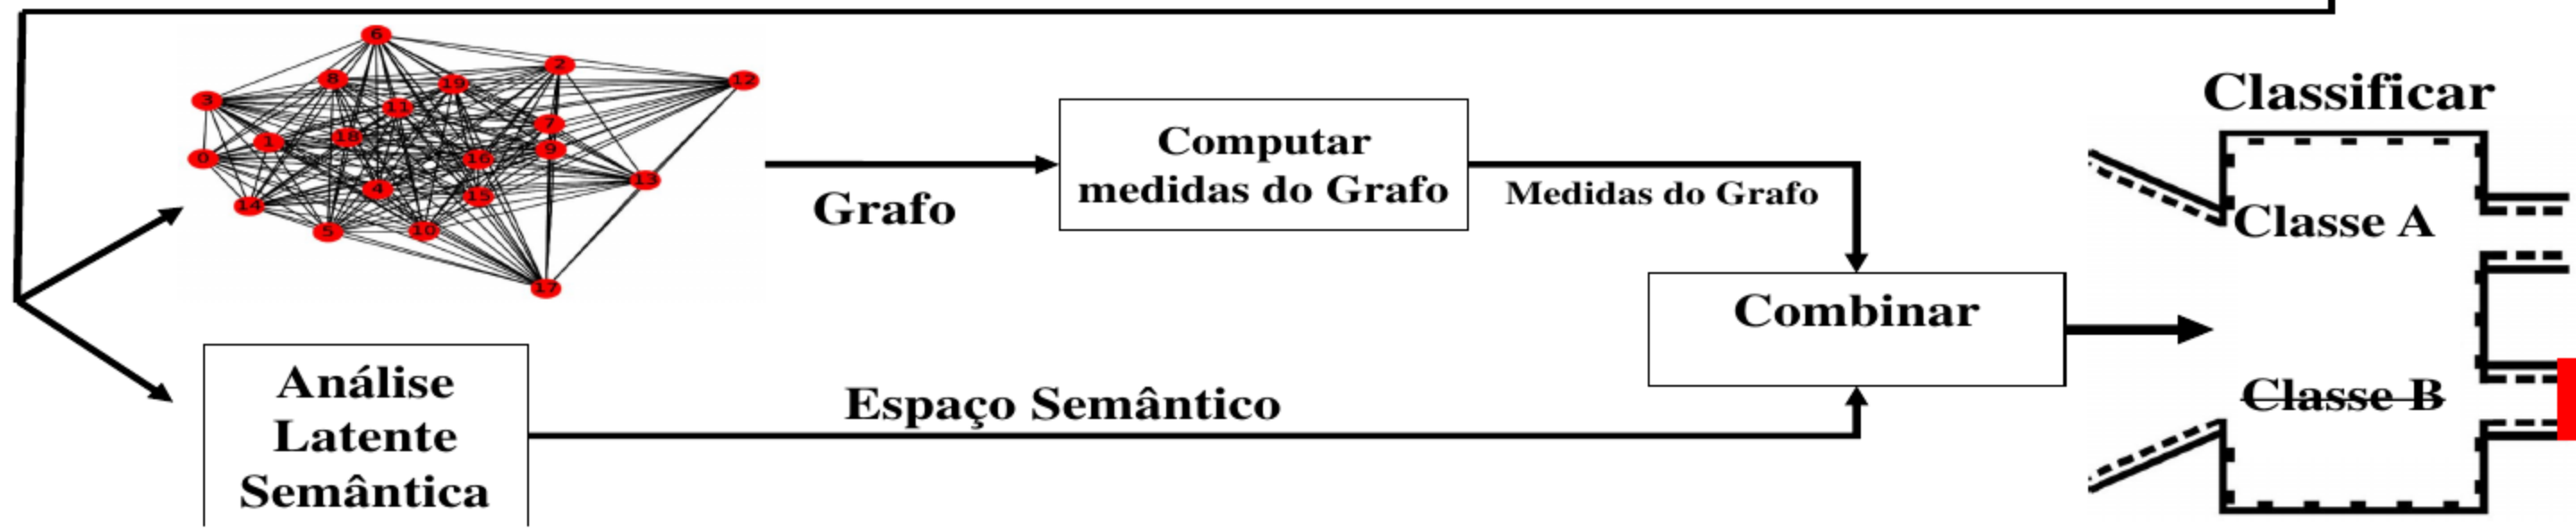 6
8
19
2
12
3
11
7
18
1
9
0
16
13
4
15
14
5
10
17
Grafo
Computar
medidas do Grafo
Medidas do Grafo
Combinar
Análise
Latente
Semântica
Espaço Semântico
Classificar
Classe A
Classe B